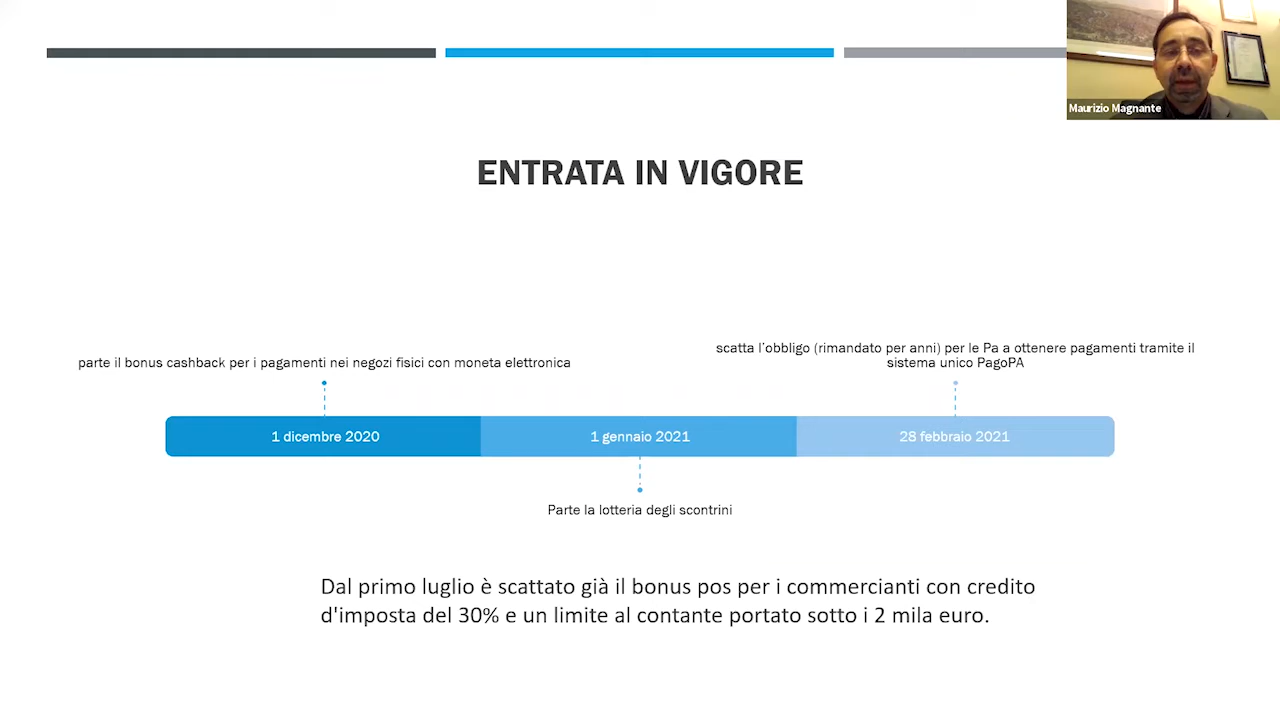 Maurizio Magnante
ENTRATA IN VIGORE
parte il bonus cashback per i pagamenti nei negozi fisici con moneta elettronica
scatta l’obbligo (rimandato per anni) per le Pa a ottenere pagamenti tramite il
sistema unico PagoPA
1 dicembre 2020
1 gennaio 2021
28 febbraio 2021
Parte la lotteria degli scontrini
Dal primo luglio è scattato già il bonus pos per i commercianti con credito
d'imposta del 30% e un limite al contante portato sotto i 2 mila euro.